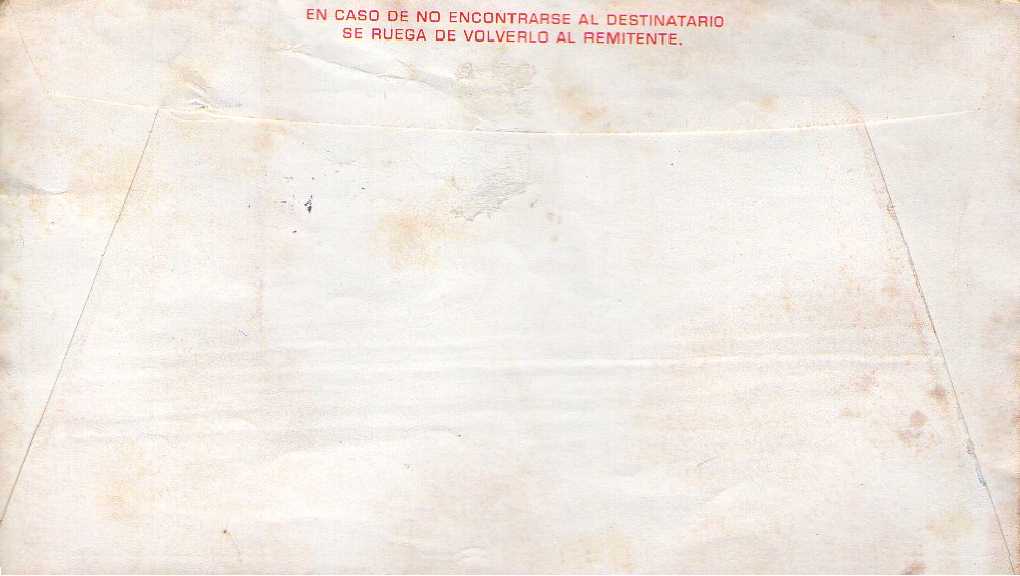 EN CASO DE NO ENCONTRARSE AL DESTINATARIO
SE RUEGA DE VOLVERLO AL REMITENTE.